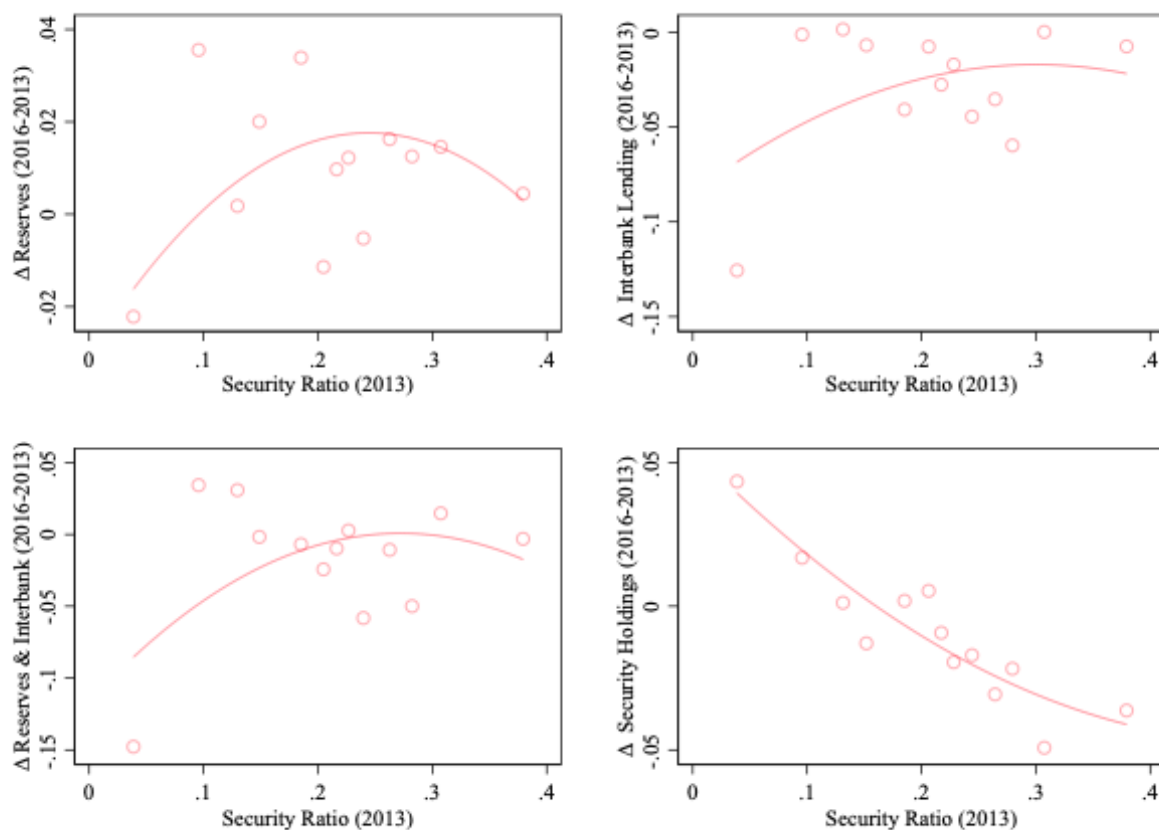 Δ Reserves (2016-2013)
.04
.02
0
-.02
0 .1 .2 .3 .4
Security Ratio (2013)
Δ Interbank Lending (2016-2013)
0
-.05
-.1
-.15
0 .1 .2 .3 .4
Security Ratio (2013)
Δ Reserves & Interbank (2016-2013)
.05
0
-.05
-.1
-.15
0 .1 .2 .3 .4
Security Ratio (2013)
Δ Security Holdings (2016-2013)
.05
0
-.05
0 .1 .2 .3 .4
Security Ratio (2013)